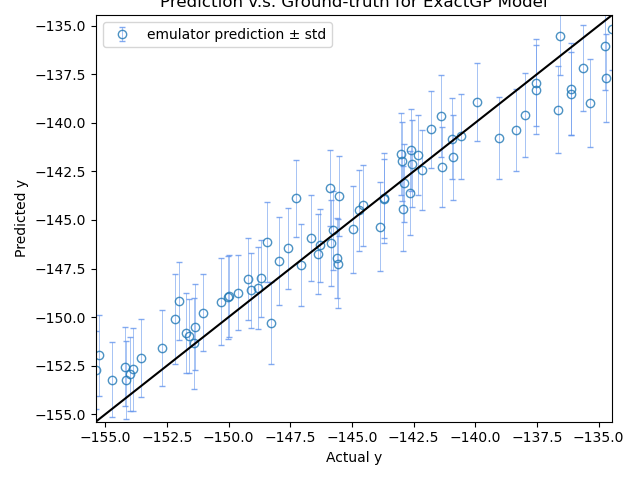 Prediction v.s. Ground-truth for ExactGP Model
emulator prediction ± std
Predicted y
−135.0
−137.5
−140.0
−142.5
−145.0
−147.5
−150.0
−152.5
−155.0
−155.0 −152.5 −150.0 −147.5 −145.0 −142.5 −140.0 −137.5 −135.0
Actual y